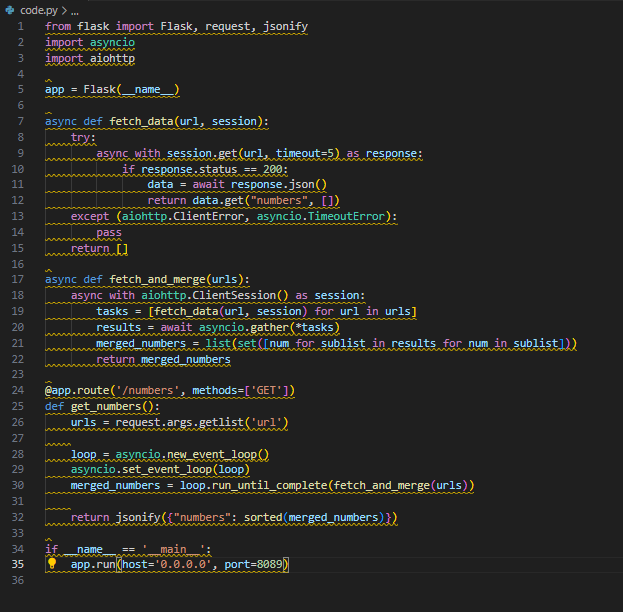 code.py > ...
1 from flask import Flask, request, jsonify
2 import asyncio
3 import aiohttp
4
5 app = Flask(__name__)
6
7 async def fetch_data(url, session):
8     try:
9         async with session.get(url, timeout=5) as response:
10             if response.status == 200:
11                 data = await response.json()
12                 return data.get("numbers", [])
13     except (aiohttp.ClientError, asyncio.TimeoutError):
14         pass
15     return []
16
17 async def fetch_and_merge(urls):
18     async with aiohttp.ClientSession() as session:
19         tasks = [fetch_data(url, session) for url in urls]
20         results = await asyncio.gather(*tasks)
21         merged_numbers = list(set([num for sublist in results for num in sublist]))
22         return merged_numbers
23
24 @app.route('/numbers', methods=['GET'])
25 def get_numbers():
26     urls = request.args.getlist('url')
27
28     loop = asyncio.new_event_loop()
29     asyncio.set_event_loop(loop)
30     merged_numbers = loop.run_until_complete(fetch_and_merge(urls))
31
32     return jsonify({"numbers": sorted(merged_numbers)})
33
34 if __name__ == '__main__':
35     app.run(host='0.0.0.0', port=8089)
36